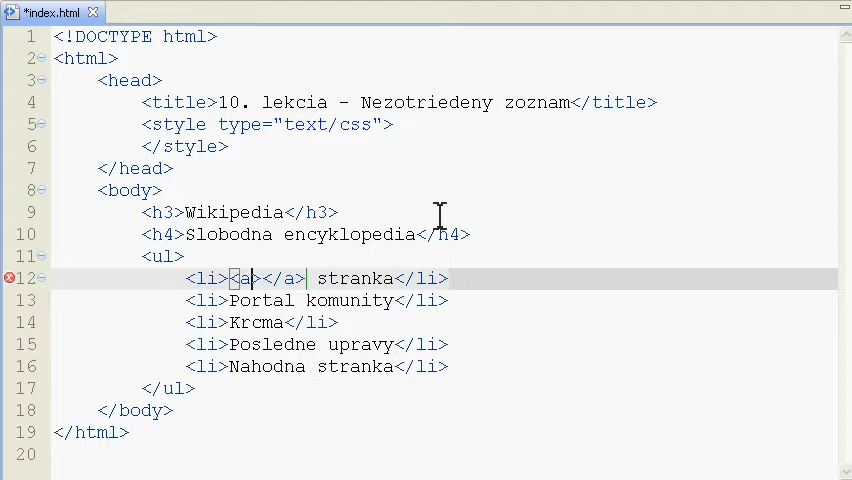 *index.html
1 <!DOCTYPE html>
2 <html>
3 <head>
4 <title>10. lekcia - Nezotriedeny zoznam</title>
5 <style type="text/css">
6 </style>
7 </head>
8 <body>
9 <h3>Wikipedia</h3>
10 <h4>Slobodna encyklopedia</h4>
11 <ul>
12 <li><a></a> stranka</li>
13 <li>Portal komunity</li>
14 <li>Krcma</li>
15 <li>Posledne upravy</li>
16 <li>Nahodna stranka</li>
17 </ul>
18 </body>
19 </html>
20